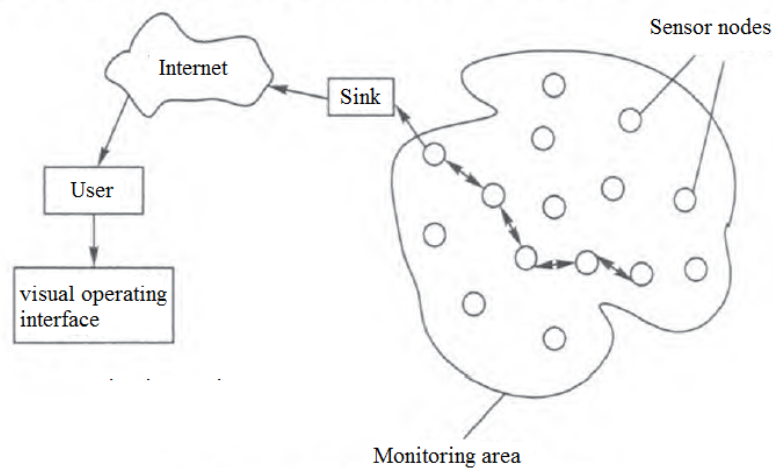 Sensor nodes
Internet
Sink
User
visual operating
interface
Monitoring area